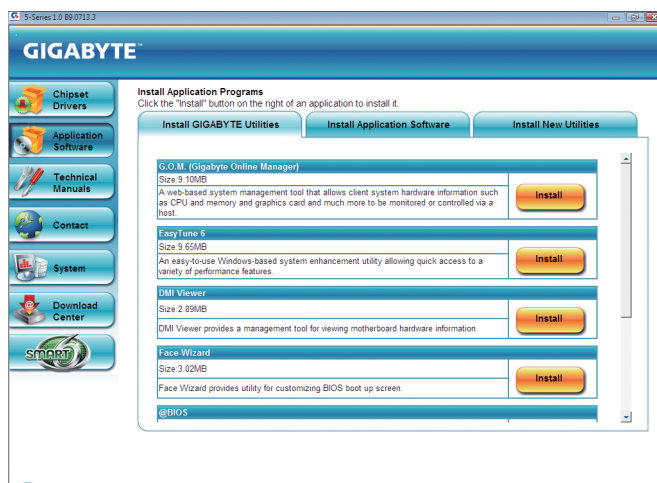 5-Series 1.0 B9.0713.3
GIGABYTE™
Chipset
Drivers
Application
Software
Technical
Manuals
Contact
System
Download
Center
SMART 6
Install Application Programs
Click the "Install" button on the right of an application to install it.
Install GIGABYTE Utilities
Install Application Software
Install New Utilities
G.O.M. (Gigabyte Online Manager)
Size:9.10MB
A web-based system management tool that allows client system hardware information such
as CPU and memory and graphics card and much more to be monitored or controlled via a
host.
Install
EasyTune 6
Size:9.65MB
An easy-to-use Windows-based system enhancement utility allowing quick access to a
variety of performance features.
Install
DMI Viewer
Size:2.89MB
DMI Viewer provides a management tool for viewing motherboard hardware information.
Install
Face-Wizard
Size:3.02MB
Face Wizard provides utility for customizing BIOS boot up screen.
Install
@BIOS